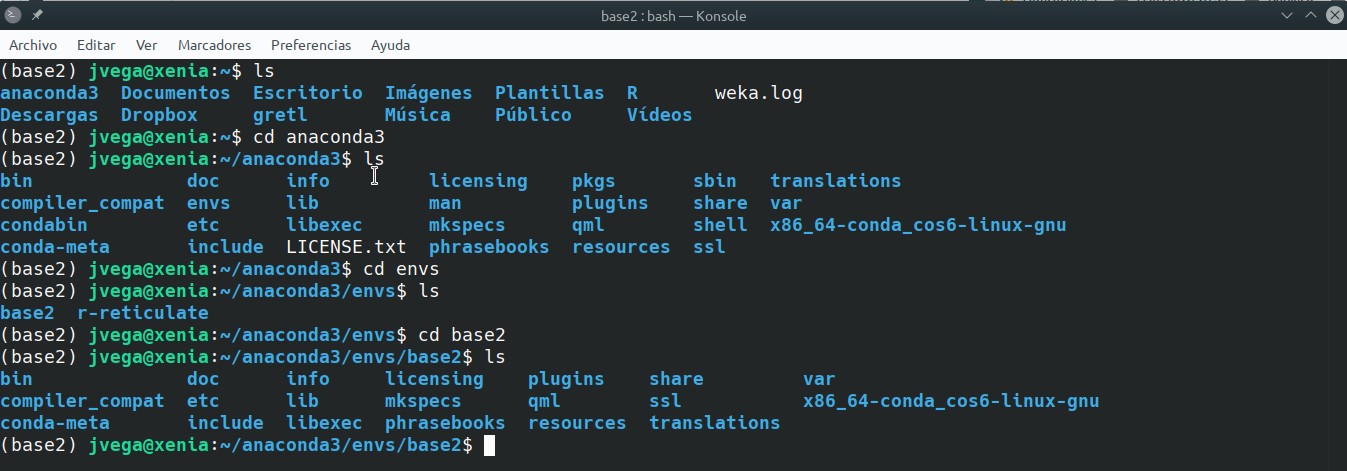 base2 : bash — Konsole
Archivo Editar Ver Marcadores Preferencias Ayuda
(base2) jvega@xenia:~$ ls
anaconda3 Documentos Escritorio Imágenes Plantillas R weka.log
Descargas Dropbox gretl Música Público Vídeos
(base2) jvega@xenia:~$ cd anaconda3
(base2) jvega@xenia:~/anaconda3$ ls
bin doc info licensing pkgs sbin translations
compiler_compat envs lib man plugins share var
condabin etc libexec mkspecs qml shell x86_64-conda_cos6-linux-gnu
conda-meta include LICENSE.txt phrasebooks resources ssl
(base2) jvega@xenia:~/anaconda3$ cd envs
(base2) jvega@xenia:~/anaconda3/envs$ ls
base2 r-reticulate
(base2) jvega@xenia:~/anaconda3/envs$ cd base2
(base2) jvega@xenia:~/anaconda3/envs/base2$ ls
bin doc info licensing plugins share var
compiler_compat etc lib mkspecs qml ssl x86_64-conda_cos6-linux-gnu
conda-meta include libexec phrasebooks resources translations
(base2) jvega@xenia:~/anaconda3/envs/base2$